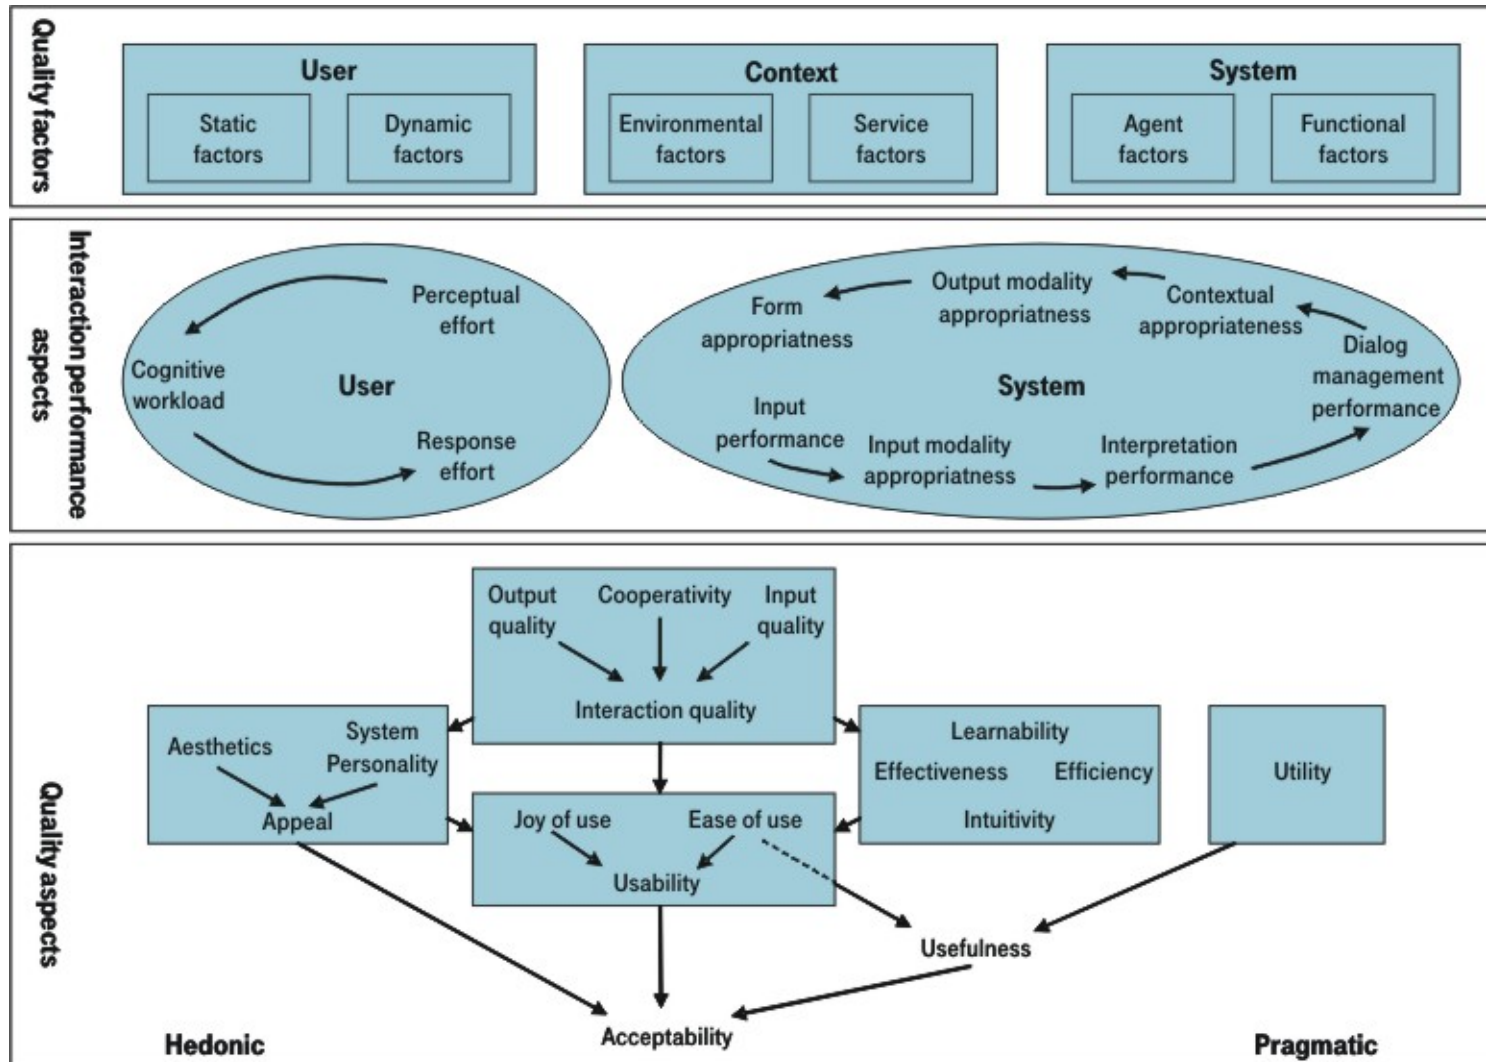 Quality factors
User
Static
factors
Dynamic
factors
Context
Environmental
factors
Service
factors
System
Agent
factors
Functional
factors
Interaction performance
aspects
Perceptual
effort
Cognitive
workload
User
Response
effort
Form
appropriatness
Output modality
appropriatness
Contextual
appropriateness
Dialog
management
performance
System
Input
performance
Input modality
appropriatness
Interpretation
performance
Quality aspects
Output
quality
Cooperativity
Input
quality
Interaction quality
Aesthetics
System
Personality
Appeal
Joy of use
Ease of use
Usability
Learnability
Effectiveness
Efficiency
Intuitivity
Utility
Usefulness
Acceptability
Hedonic
Pragmatic